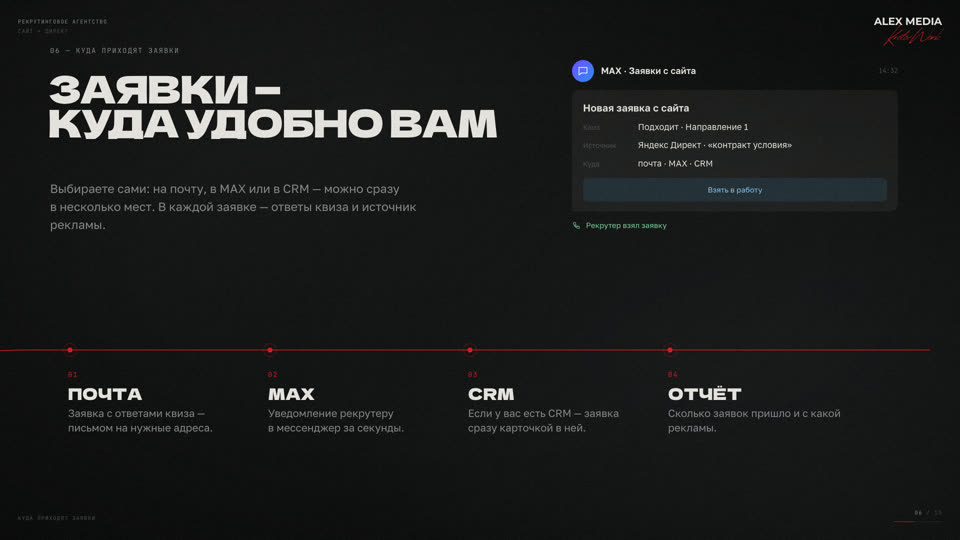 РЕКРУТИНГОВОЕ АГЕНТСТВО
САЙТ + ДИРЕКТ
ALEX MEDIA
06 — КУДА ПРИХОДЯТ ЗАЯВКИ
ЗАЯВКИ —
КУДА УДОБНО ВАМ
Выбираете сами: на почту, в MAX или в CRM — можно сразу
в несколько мест. В каждой заявке — ответы квиза и источник
рекламы.
MAX · Заявки с сайта
14:32
Новая заявка с сайта
Квиз Подходит · Направление 1
Источник Яндекс Директ · «контракт условия»
Куда почта · MAX · CRM
Взять в работу
Рекрутер взял заявку
01
ПОЧТА
Заявка с ответами квиза —
письмом на нужные адреса.
02
MAX
Уведомление рекрутеру
в мессенджер за секунды.
03
CRM
Если у вас есть CRM — заявка
сразу карточкой в ней.
04
ОТЧЁТ
Сколько заявок пришло и с какой
рекламы.
КУДА ПРИХОДЯТ ЗАЯВКИ
06 /